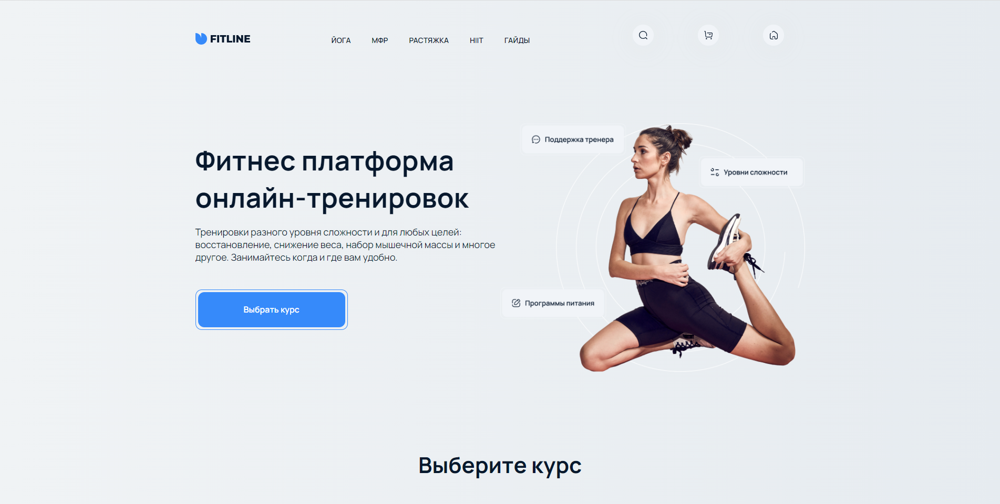 FITLINE
ЙОГА
МФР
РАСТЯЖКА
HIIT
ГАЙДЫ
Поддержка тренера
Уровни сложности
Фитнес платформа
онлайн-тренировок
Тренировки разного уровня сложности и для любых целей:
восстановление, снижение веса, набор мышечной массы и многое
другое. Занимайтесь когда и где вам удобно.
Программы питания
Выбрать курс
Выберите курс